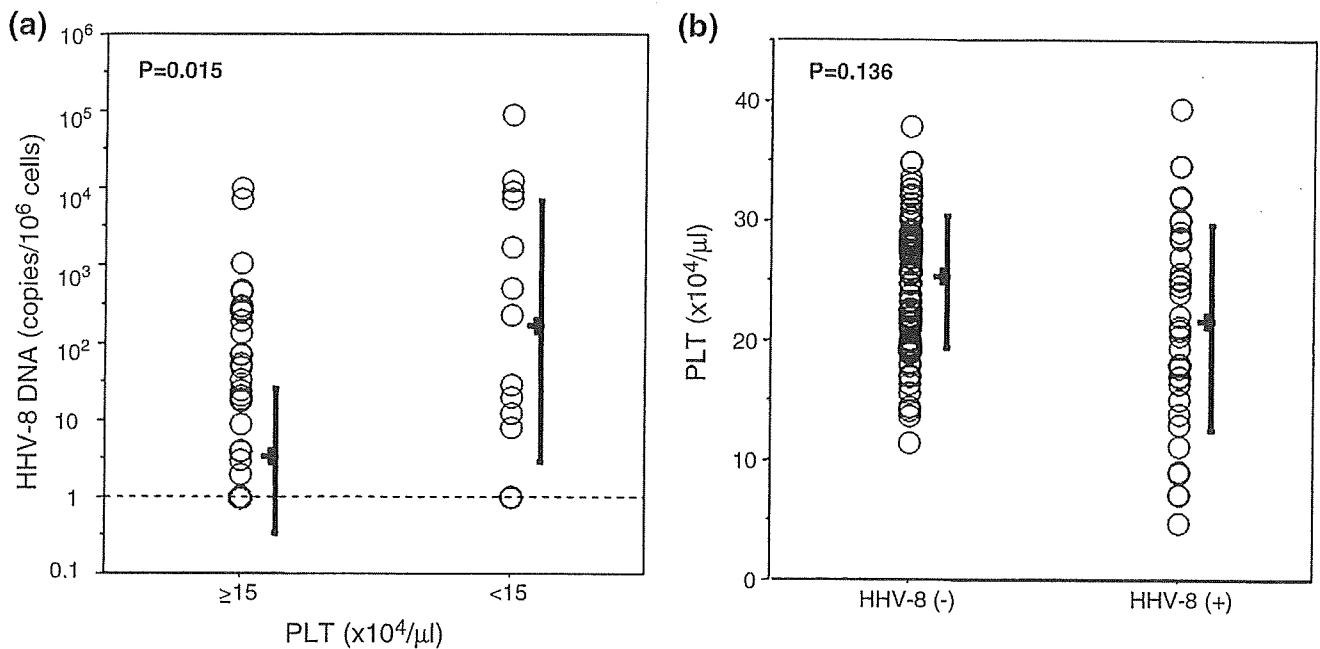 (a)
P=0.015
HHV-8 DNA (copies/10⁶ cells)
10⁶
10⁵
10⁴
10³
10²
10
1
0.1
≥15
<15
PLT (x10⁴/µl)
(b)
P=0.136
PLT (x10⁴/µl)
40
30
20
10
0
HHV-8 (-)
HHV-8 (+)